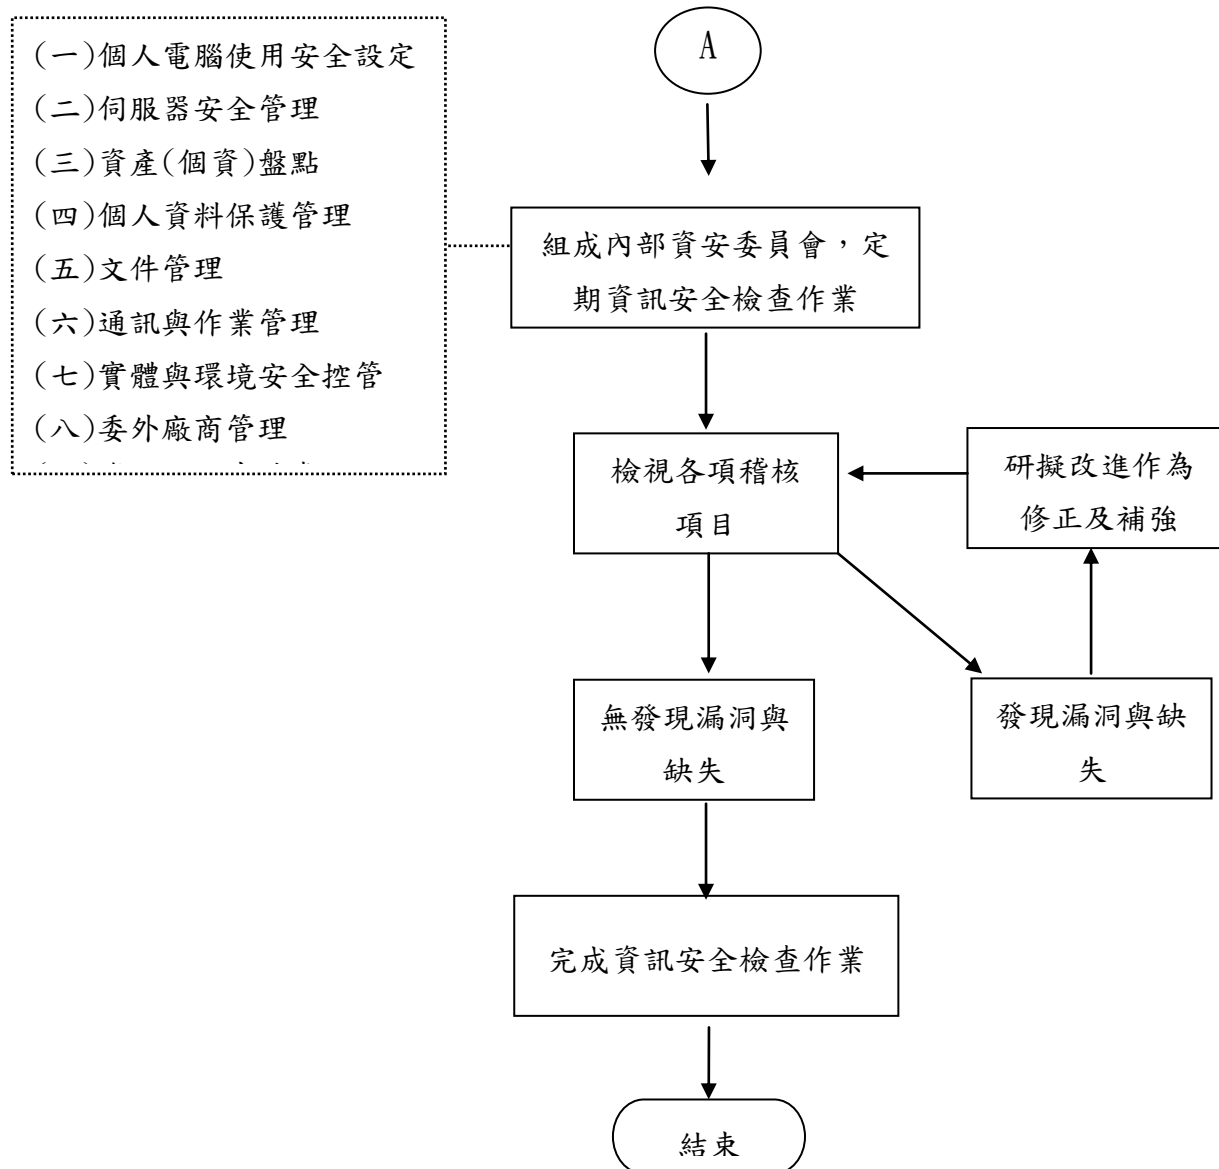 (一)個人電腦使用安全設定
(二)伺服器安全管理
(三)資產(個資)盤點
(四)個人資料保護管理
(五)文件管理
(六)通訊與作業管理
(七)實體與環境安全控管
(八)委外廠商管理
A
組成內部資安委員會，定
期資訊安全檢查作業
檢視各項稽核
項目
研擬改進作為
修正及補強
無發現漏洞與
缺失
發現漏洞與缺
失
完成資訊安全檢查作業
結束